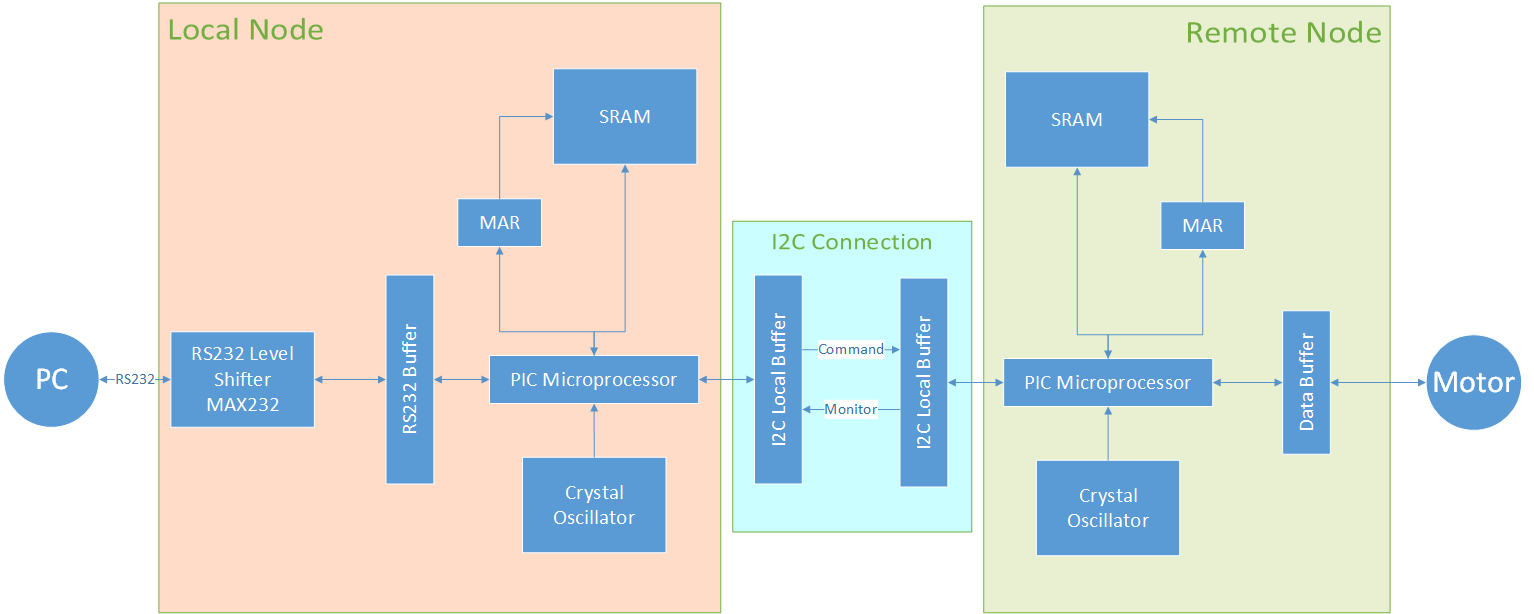 Local Node
SRAM
MAR
PC
RS232
RS232 Level
Shifter
MAX232
RS232 Buffer
PIC Microprocessor
Crystal
Oscillator
I2C Connection
I2C Local Buffer
Command
Monitor
I2C Local Buffer
Remote Node
SRAM
MAR
PIC Microprocessor
Data Buffer
Crystal
Oscillator
Motor